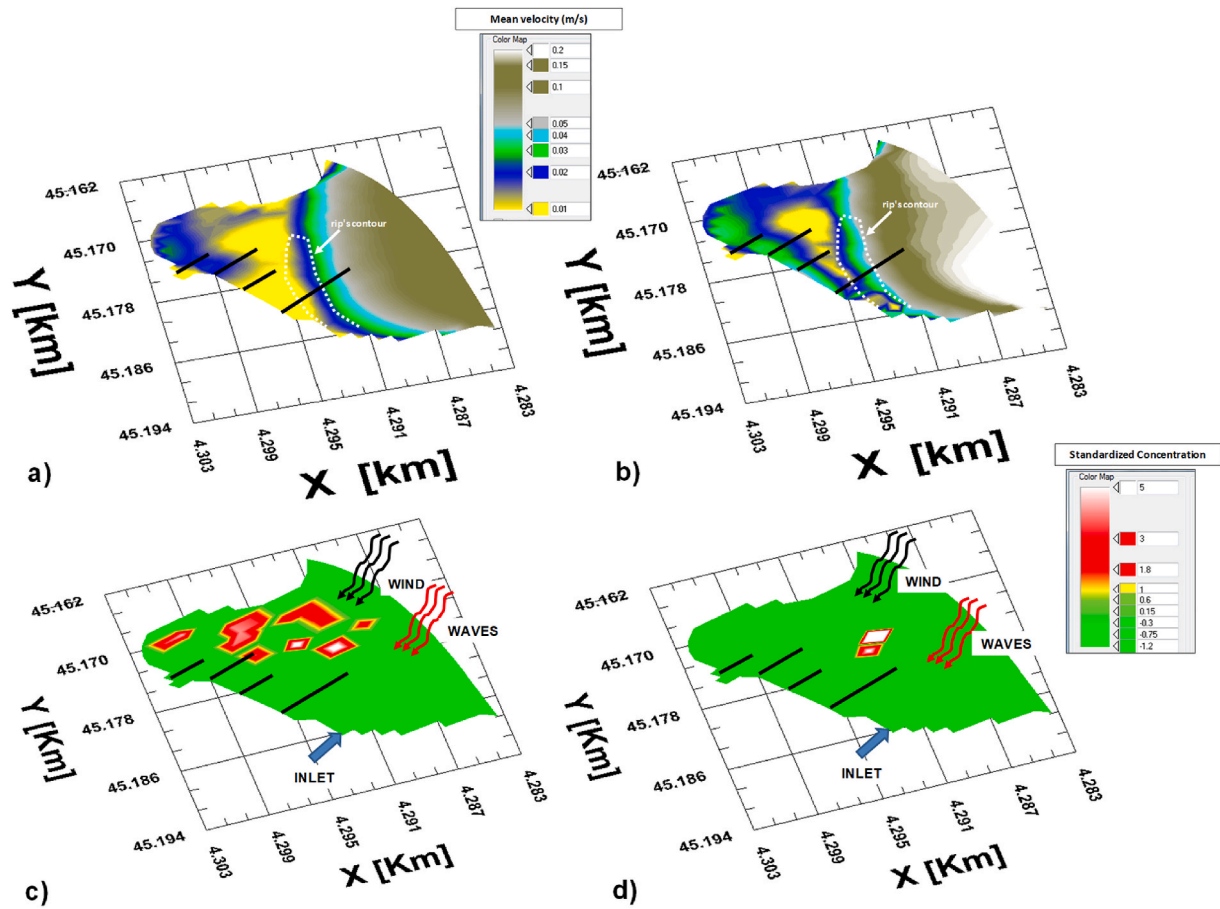 Mean velocity (m/s)
Color Map
0.2
0.15
0.1
0.05
0.04
0.03
0.02
0.01
rip's contour
45.162
45.170
45.178
45.186
45.194
Y [km]
4.303
4.299
4.295
4.291
4.287
4.283
X [km]
a)
rip's contour
45.162
45.170
45.178
45.186
45.194
Y [km]
4.303
4.299
4.295
4.291
4.287
4.283
X [km]
b)
Standardized Concentration
Color Map
5
3
1.8
1
0.6
0.15
-0.3
-0.75
-1.2
WIND
WAVES
INLET
45.162
45.170
45.178
45.186
45.194
Y [Km]
4.303
4.299
4.295
4.291
4.287
4.283
X [Km]
c)
WIND
WAVES
INLET
45.162
45.170
45.178
45.186
45.194
Y [Km]
4.303
4.299
4.295
4.291
4.287
4.283
X [Km]
d)